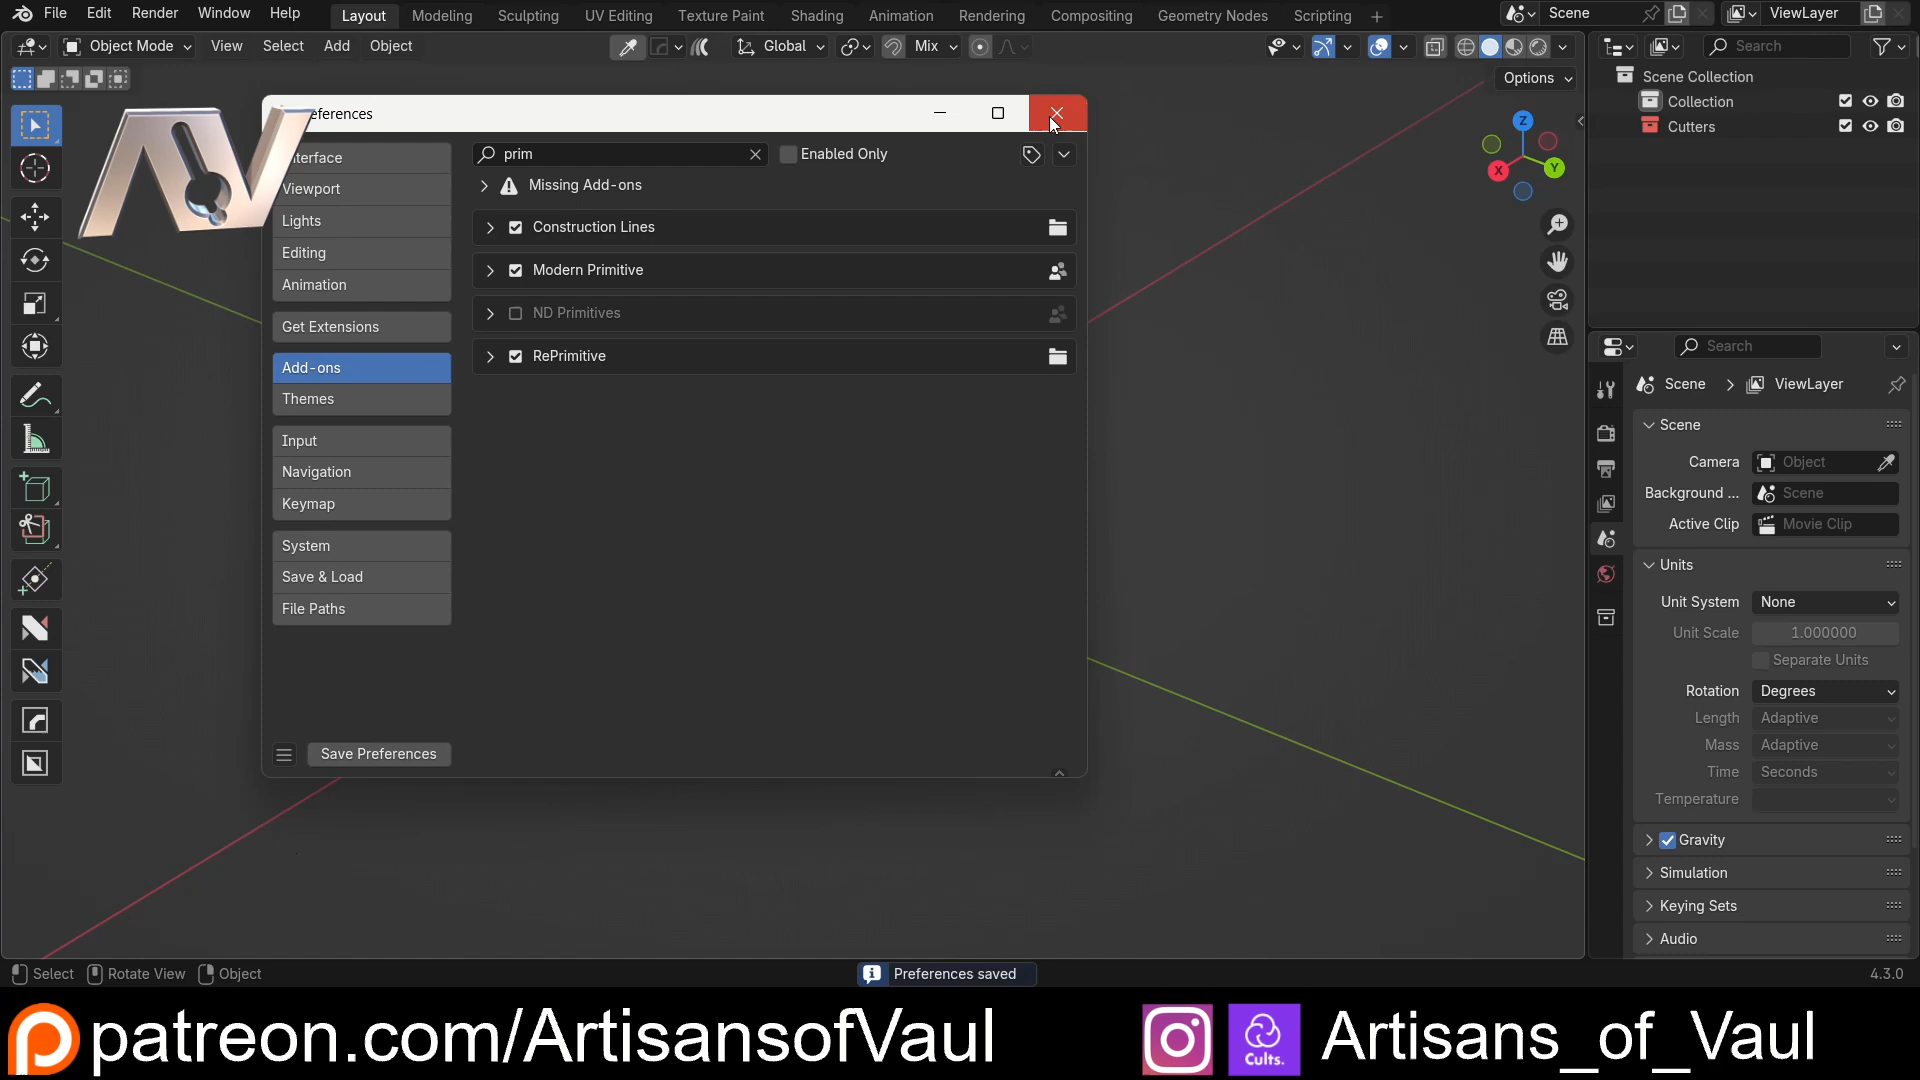 File Edit Render Window Help Layout Modeling Sculpting UV Editing Texture Paint Shading Animation Rendering Compositing Geometry Nodes Scripting + Scene ViewLayer
Object Mode View Select Add Object Global Mix Search
Options
Scene Collection
Collection
Cutters
Z
Y
X
eferences
nterface
Viewport
Lights
Editing
Animation
Get Extensions
Add-ons
Themes
Input
Navigation
Keymap
System
Save & Load
File Paths
Save Preferences
prim Enabled Only
Missing Add-ons
Construction Lines
Modern Primitive
ND Primitives
RePrimitive
Search
Scene > ViewLayer
Scene
Camera Object
Background ... Scene
Active Clip Movie Clip
Units
Unit System None
Unit Scale 1.000000
Separate Units
Rotation Degrees
Length Adaptive
Mass Adaptive
Time Seconds
Temperature
Gravity
Simulation
Keying Sets
Audio
Select Rotate View Object Preferences saved 4.3.0
patreon.com/ArtisansofVaul Cults. Artisans_of_Vaul